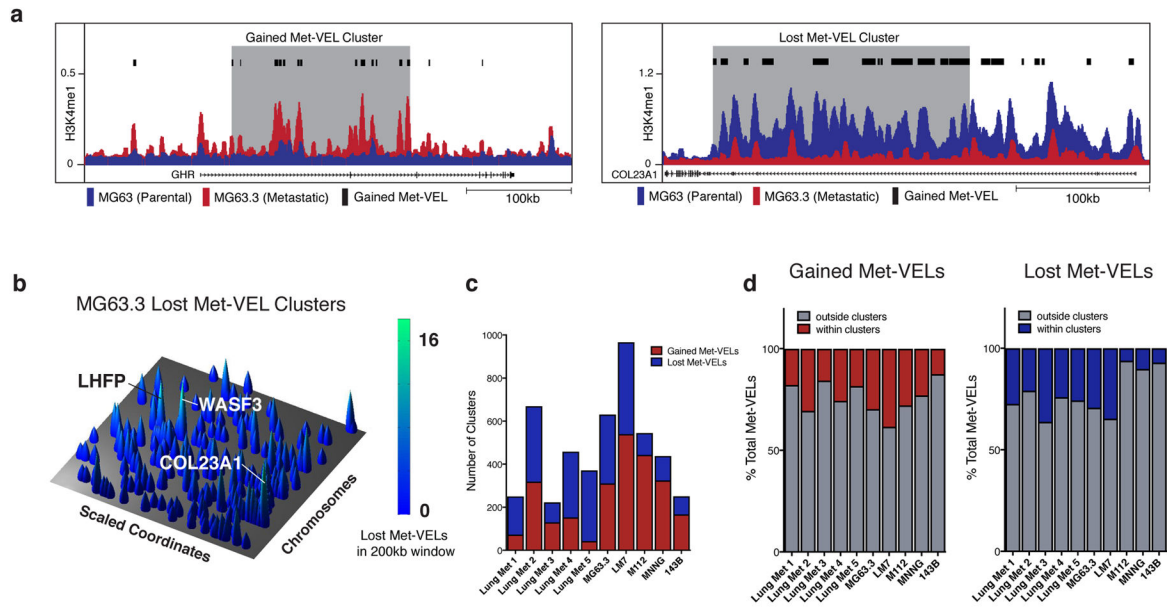 a
Gained Met-VEL Cluster
0.5
H3K4me1
0
GHR
MG63 (Parental) MG63.3 (Metastatic) Gained Met-VEL
100kb
Lost Met-VEL Cluster
1.2
H3K4me1
0
COL23A1
MG63 (Parental) MG63.3 (Metastatic) Gained Met-VEL
100kb
b
MG63.3 Lost Met-VEL Clusters
LHFP
WASF3
COL23A1
Scaled Coordinates
Chromosomes
16
0
Lost Met-VELs
in 200kb window
c
Number of Clusters
1000
800
600
400
200
0
Gained Met-VELs
Lost Met-VELs
Lung Met 1 Lung Met 2 Lung Met 3 Lung Met 4 Lung Met 5 MG63.3 LM7 M112 MNNG 143B
d
Gained Met-VELs
outside clusters
within clusters
% Total Met-VELs
100
50
0
Lung Met 1 Lung Met 2 Lung Met 3 Lung Met 4 Lung Met 5 MG63.3 LM7 M112 MNNG 143B
Lost Met-VELs
outside clusters
within clusters
% Total Met-VELs
100
50
0
Lung Met 1 Lung Met 2 Lung Met 3 Lung Met 4 Lung Met 5 MG63.3 LM7 M112 MNNG 143B